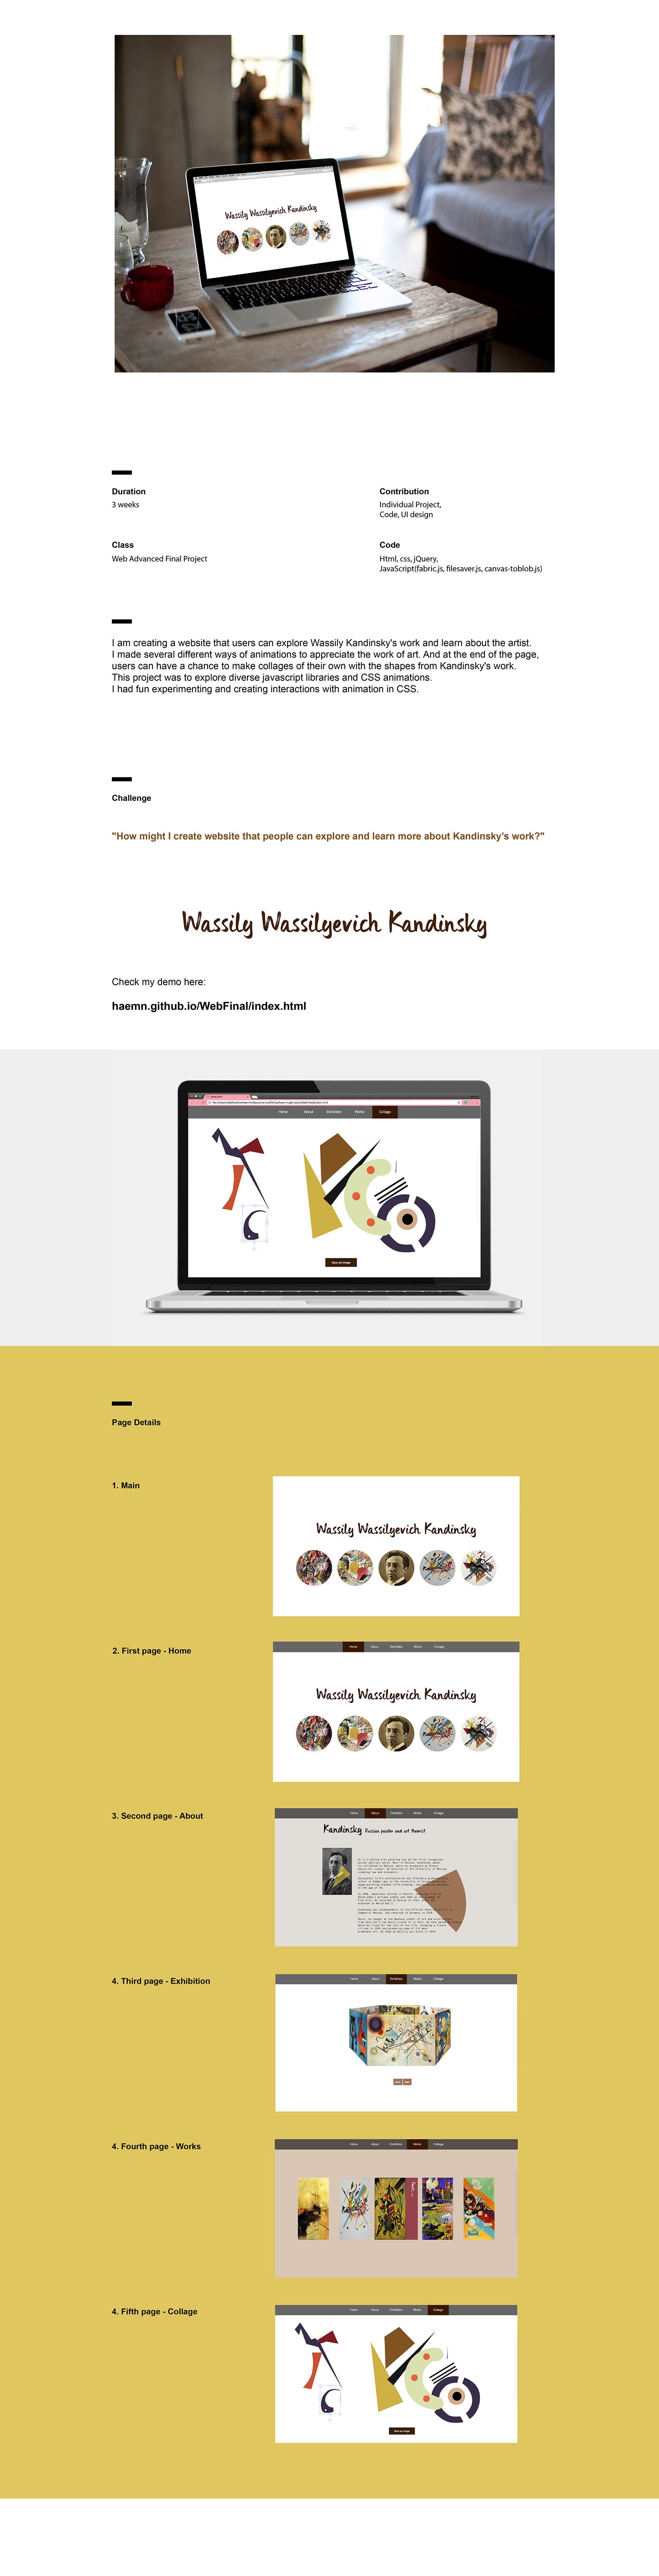 Wassily Wassilyevich Kandinsky
Duration
3 weeks
Contribution
Individual Project,
Code, UI design
Class
Web Advanced Final Project
Code
Html, css, jQuery,
JavaScript(fabric.js, filesaver.js, canvas-toblob.js)
I am creating a website that users can explore Wassily Kandinsky's work and learn about the artist.
I made several different ways of animations to appreciate the work of art. And at the end of the page,
users can have a chance to make collages of their own with the shapes from Kandinsky's work.
This project was to explore diverse javascript libraries and CSS animations.
I had fun experimenting and creating interactions with animation in CSS.
Challenge
"How might I create website that people can explore and learn more about Kandinsky's work?"
Wassily Wassilyevich Kandinsky
Check my demo here:
haemn.github.io/WebFinal/index.html
Home About Exhibition Works Collage
Save as Image
Page Details
1. Main
Wassily Wassilyevich Kandinsky
2. First page - Home
Home About Exhibition Works Collage
Wassily Wassilyevich Kandinsky
3. Second page - About
Home About Exhibition Works Collage
Kandinsky Russian painter and art theorist
4. Third page - Exhibition
Home About Exhibition Works Collage
4. Fourth page - Works
Home About Exhibition Works Collage
4. Fifth page - Collage
Home About Exhibition Works Collage
Save as Image